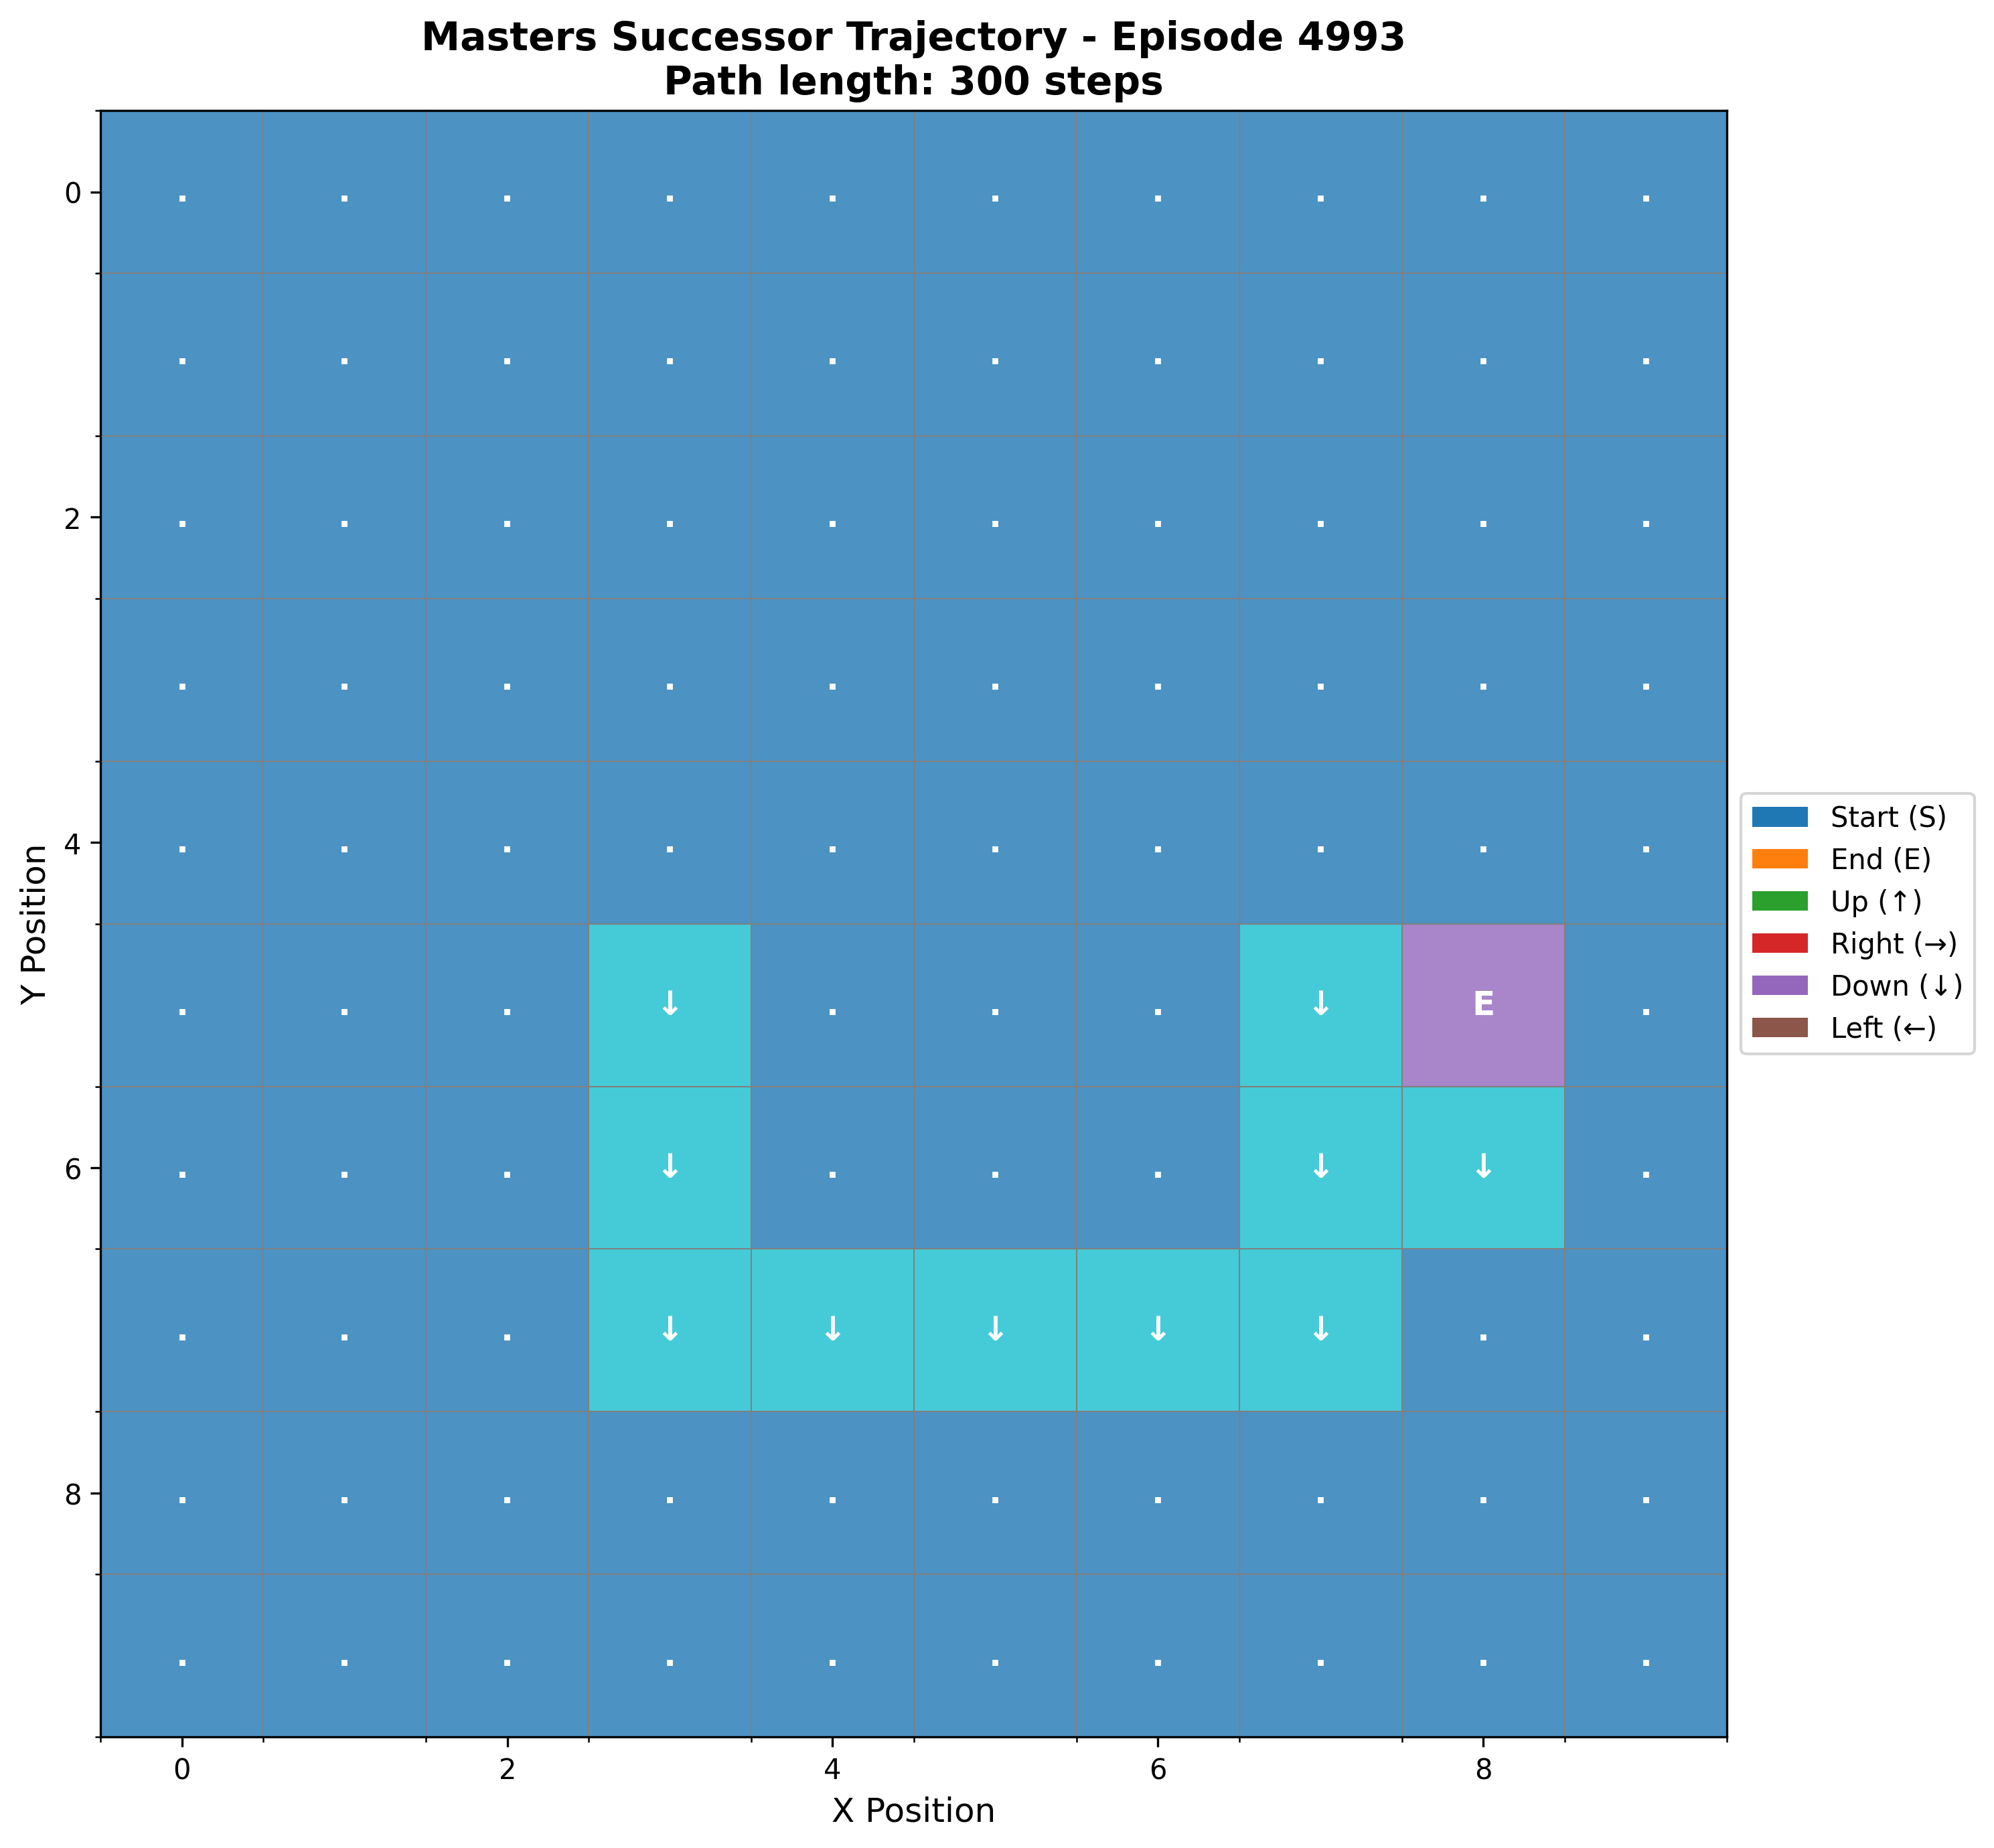 Masters Successor Trajectory - Episode 4993
Path length: 300 steps
0
2
4
↓ ↓ E
6
↓ ↓ ↓
↓ ↓ ↓ ↓ ↓
8
0 2 4 6 8
X Position
Y Position
Start (S)
End (E)
Up (↑)
Right (→)
Down (↓)
Left (←)